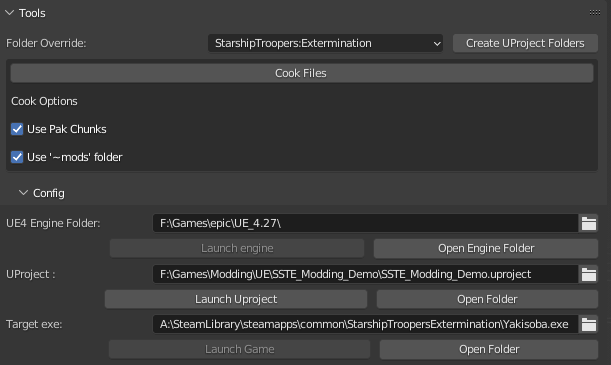 Tools
Folder Override: StarshipTroopers:Extermination Create UProject Folders
Cook Files
Cook Options
Use Pak Chunks
Use '~mods' folder
Config
UE4 Engine Folder: F:\Games\epic\UE_4.27\
Launch engine Open Engine Folder
UProject : F:\Games\Modding\UE\SSTE_Modding_Demo\SSTE_Modding_Demo.uproject
Launch Uproject Open Folder
Target exe: A:\SteamLibrary\steamapps\common\StarshipTroopersExtermination\Yakisoba.exe
Launch Game Open Folder